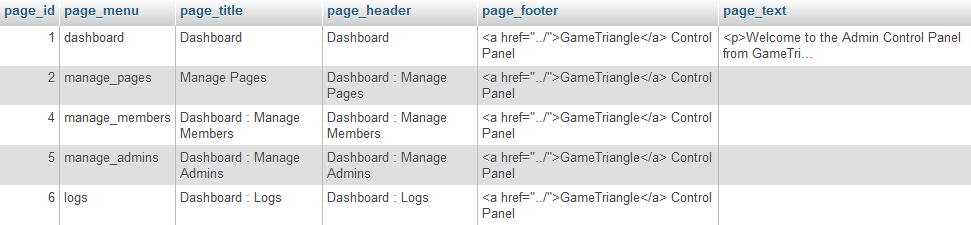 page_id page_menu page_title page_header page_footer page_text
1 dashboard Dashboard Dashboard <a href="../">GameTriangle</a> Control <p>Welcome to the Admin Control Panel
Panel from GameTri...
2 manage_pages Manage Pages Dashboard : Manage <a href="../">GameTriangle</a> Control
Pages Panel
4 manage_members Dashboard : Manage Dashboard : Manage <a href="../">GameTriangle</a> Control
Members Members Panel
5 manage_admins Dashboard : Manage Dashboard : Manage <a href="../">GameTriangle</a> Control
Admins Admins Panel
6 logs Dashboard : Logs Dashboard : Logs <a href="../">GameTriangle</a> Control
Panel